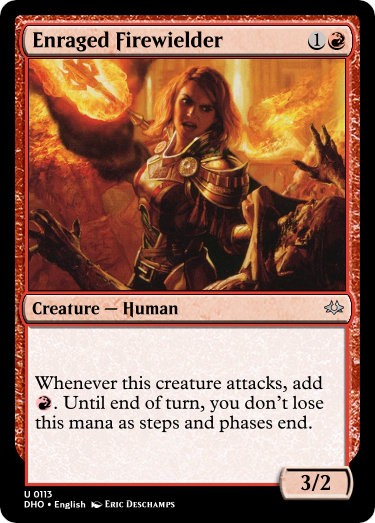 Enraged Firewielder 1
Creature — Human
Whenever this creature attacks, add
. Until end of turn, you don't lose
this mana as steps and phases end.
3/2
U 0113
DHO • English Eric Deschamps